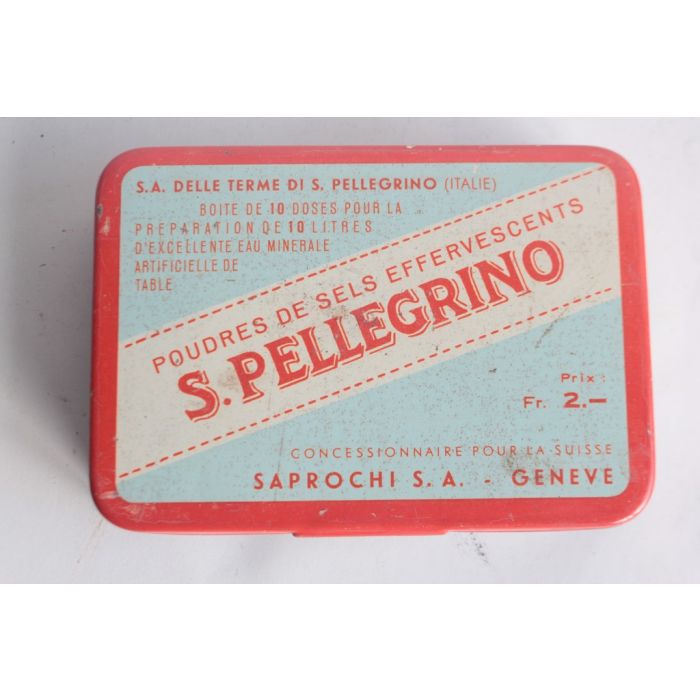 S.A. DELLE TERME DI S. PELLEGRINO (ITALIE)
BOITE DE 10 DOSES POUR LA
PREPARATION DE 10 LITRES
D'EXCELLENTE EAU MINERALE
ARTIFICIELLE DE
TABLE
POUDRES DE SELS EFFERVESCENTS
S.PELLEGRINO
Prix :
Fr. 2.–
CONCESSIONNAIRE POUR LA SUISSE
SAPROCHI S.A. - GENEVE